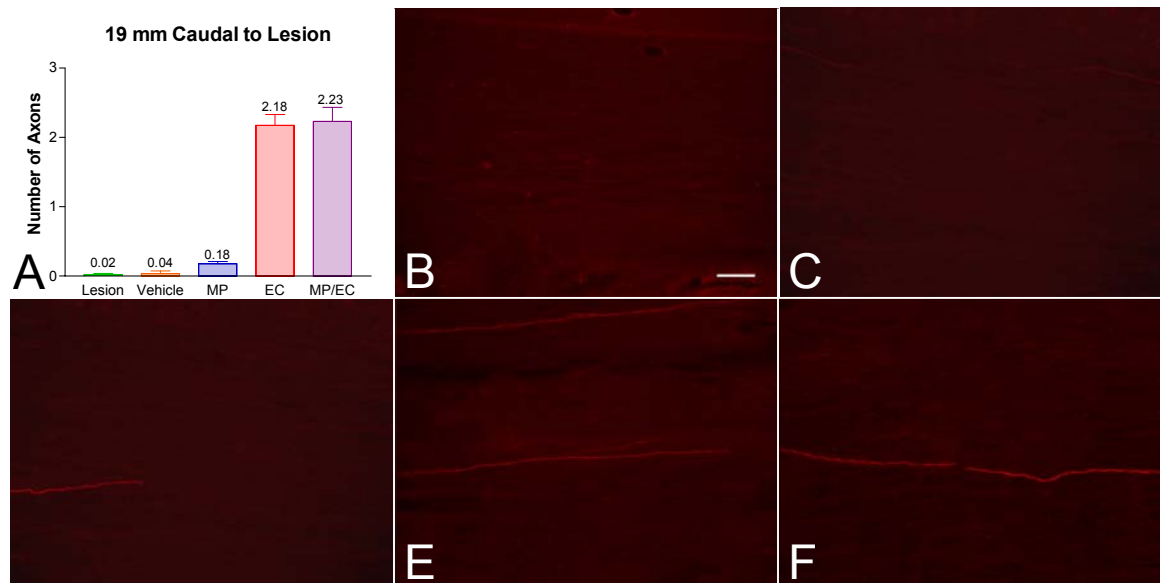 19 mm Caudal to Lesion
Number of Axons
3
2
1
0
0.02
0.04
0.18
2.18
2.23
Lesion
Vehicle
MP
EC
MP/EC
A
B
C
E
F